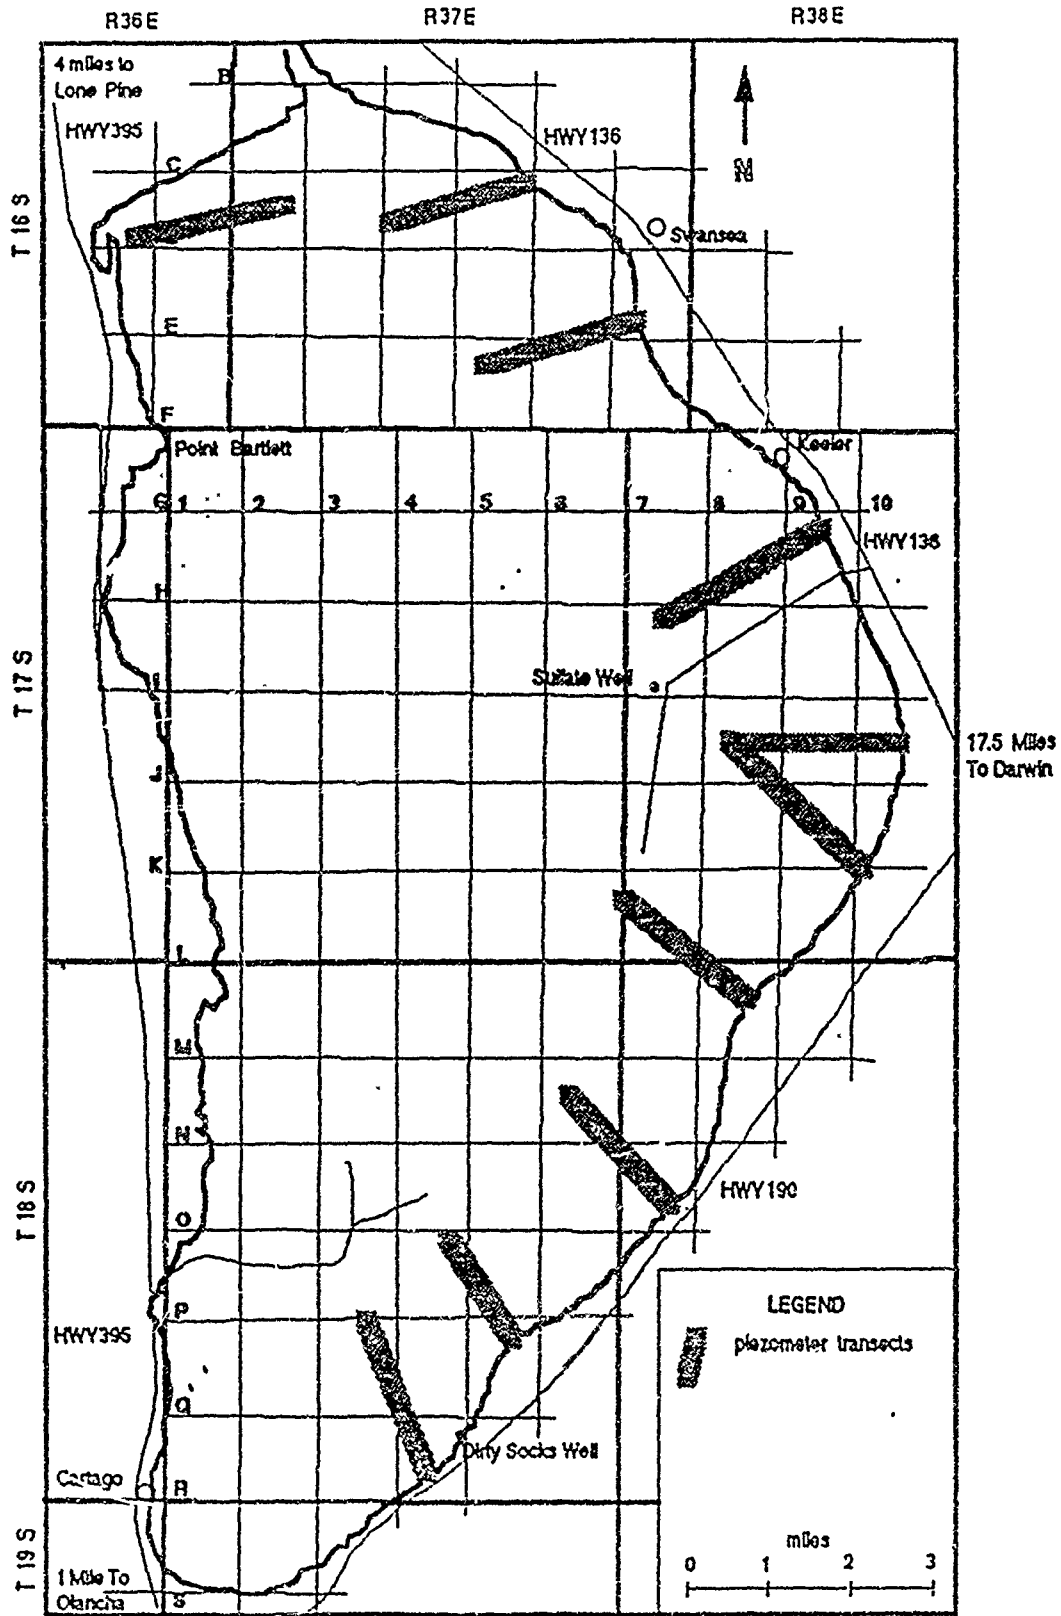 R36E R37E R38E
4 miles to
Lone Pine
B
HWY395
HWY136
N
C
T 16 S
Swansea
E
F
Point Bartlett
Keeler
G 1 2 3 4 5 6 7 8 9 10
HWY136
H
Sulfate Well
T 17 S
I
17.5 Miles
To Darwin
J
K
L
M
N
HWY190
T 18 S
O
LEGEND
P
HWY395
piezometer transects
Q
Dirty Socks Well
Cartago
R
miles
0 1 2 3
T 19 S
1 Mile To
Olancha
S